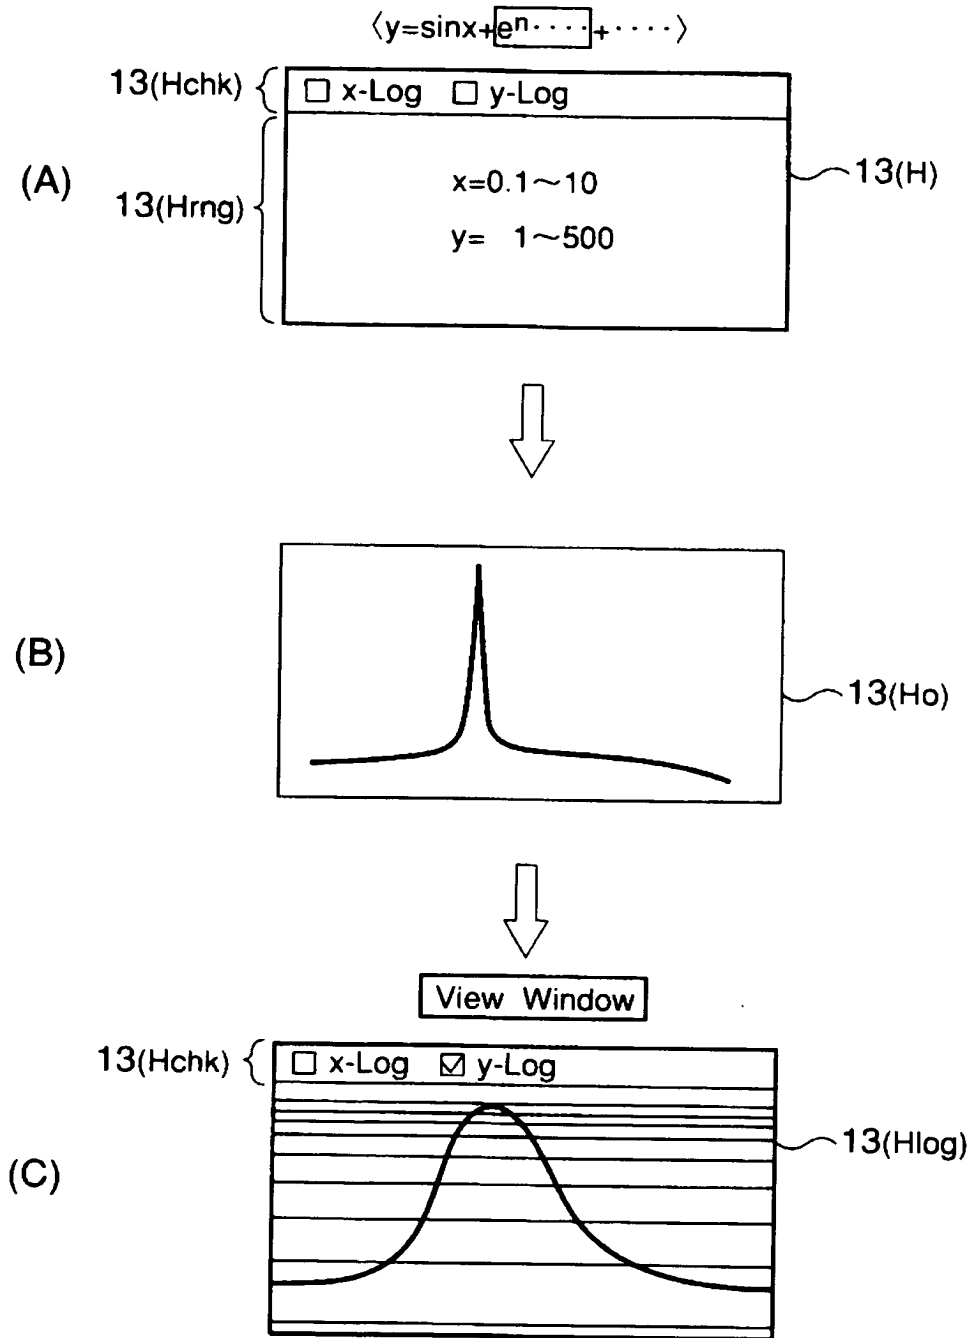 〈y=sinx+eⁿ····+····〉
13(Hchk)
x-Log y-Log
(A)
13(Hrng)
x=0.1～10
y= 1～500
13(H)
(B)
13(Ho)
View Window
13(Hchk)
x-Log y-Log
13(Hlog)
(C)